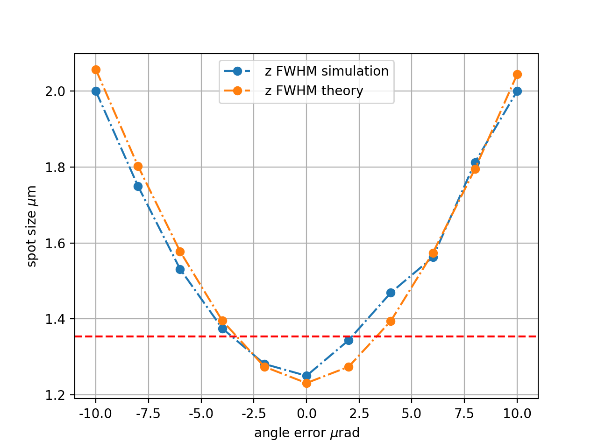 z FWHM simulation
z FWHM theory
2.0
1.8
1.6
1.4
1.2
spot size μm
-10.0 -7.5 -5.0 -2.5 0.0 2.5 5.0 7.5 10.0
angle error μrad